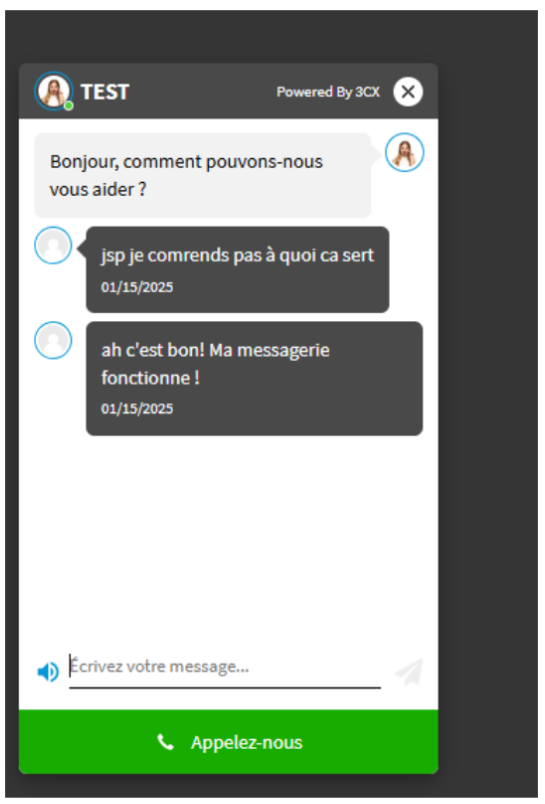 TEST
Powered By 3CX
Bonjour, comment pouvons-nous
vous aider ?
jsp je comrends pas à quoi ca sert
01/15/2025
ah c'est bon! Ma messagerie
fonctionne !
01/15/2025
Écrivez votre message...
Appelez-nous